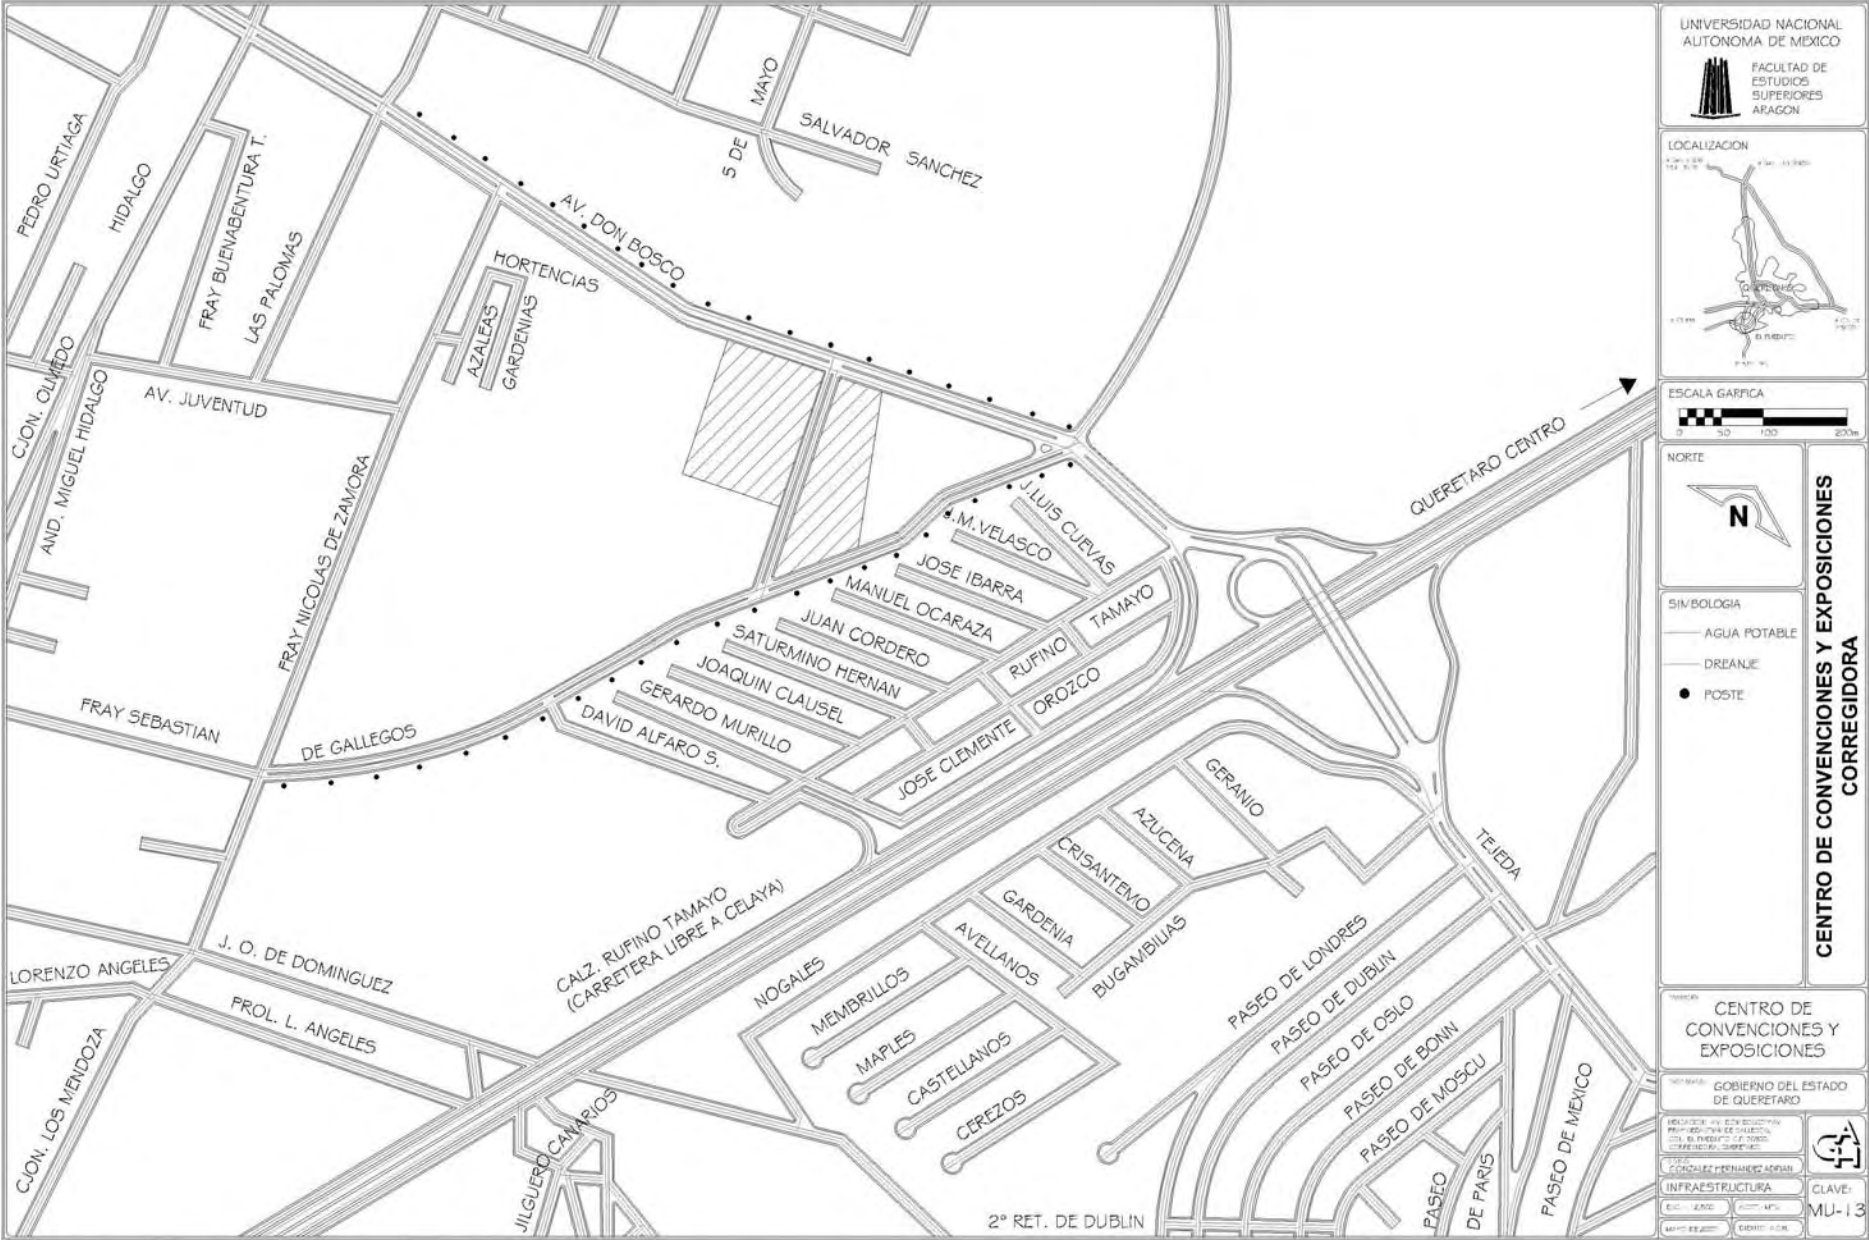 PEDRO URTIAGA
HIDALGO
FRAY BUENABENTURA T.
LAS PALOMAS
5 DE MAYO
SALVADOR SANCHEZ
AV. DON BOSCO
HORTENCIAS
AZALEAS
GARDENIAS
CJON. OLMEDO
AND. MIGUEL HIDALGO
AV. JUVENTUD
FRAY NICOLAS DE ZAMORA
QUERETARO CENTRO
J.LUIS CUEVAS
J.M.VELASCO
JOSE IBARRA
MANUEL OCARAZA
JUAN CORDERO
SATURMINO HERNAN
JOAQUIN CLAUSEL
GERARDO MURILLO
DAVID ALFARO S.
RUFINO TAMAYO
JOSE CLEMENTE OROZCO
FRAY SEBASTIAN DE GALLEGOS
GERANIO
AZUCENA
CRISANTEMO
GARDENIA
AVELLANOS
BUGAMBILIAS
TEJEDA
CALZ. RUFINO TAMAYO
(CARRETERA LIBRE A CELAYA)
J. O. DE DOMINGUEZ
LORENZO ANGELES
PROL. L. ANGELES
CJON. LOS MENDOZA
NOGALES
MEMBRILLOS
MAPLES
CASTELLANOS
CEREZOS
JILGUERO CANARIOS
PASEO DE LONDRES
PASEO DE DUBLIN
PASEO DE OSLO
PASEO DE BONN
PASEO DE MOSCU
PASEO DE PARIS
PASEO DE MEXICO
2° RET. DE DUBLIN
UNIVERSIDAD NACIONAL
AUTONOMA DE MEXICO
FACULTAD DE
ESTUDIOS
SUPERIORES
ARAGON
LOCALIZACION
ESCALA GARFICA
0 50 100 200m
NORTE
N
SIMBOLOGIA
AGUA POTABLE
DREANJE
POSTE
CENTRO DE CONVENCIONES Y EXPOSICIONES
CORREGIDORA
CENTRO DE
CONVENCIONES Y
EXPOSICIONES
GOBIERNO DEL ESTADO
DE QUERETARO
GONZALEZ HERNANDEZ ADRIAN
INFRAESTRUCTURA
CLAVE:
MU-13